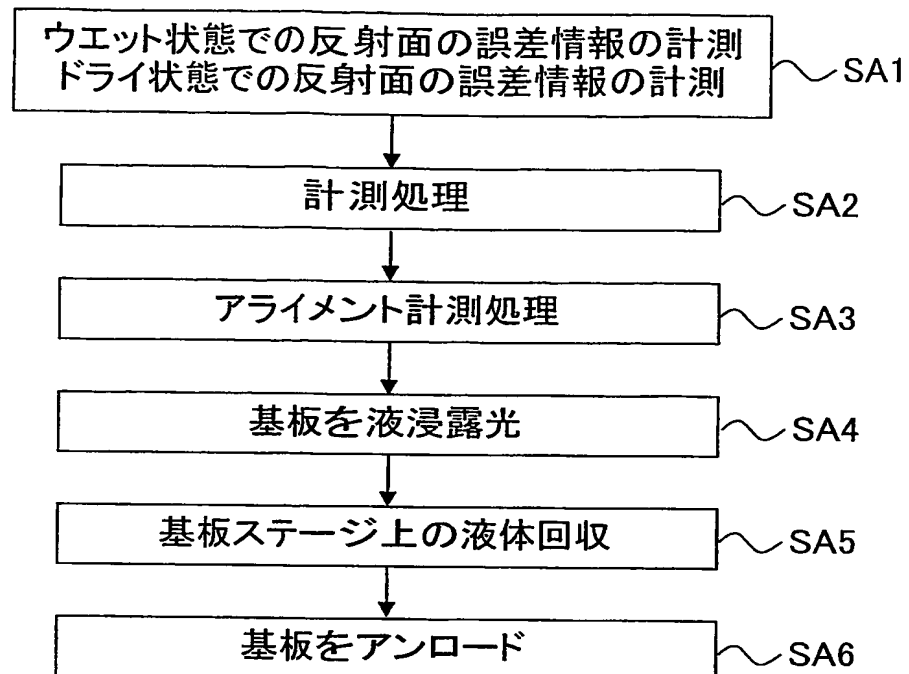 ウエット状態での反射面の誤差情報の計測
ドライ状態での反射面の誤差情報の計測
SA1
計測処理
SA2
アライメント計測処理
SA3
基板を液浸露光
SA4
基板ステージ上の液体回収
SA5
基板をアンロード
SA6